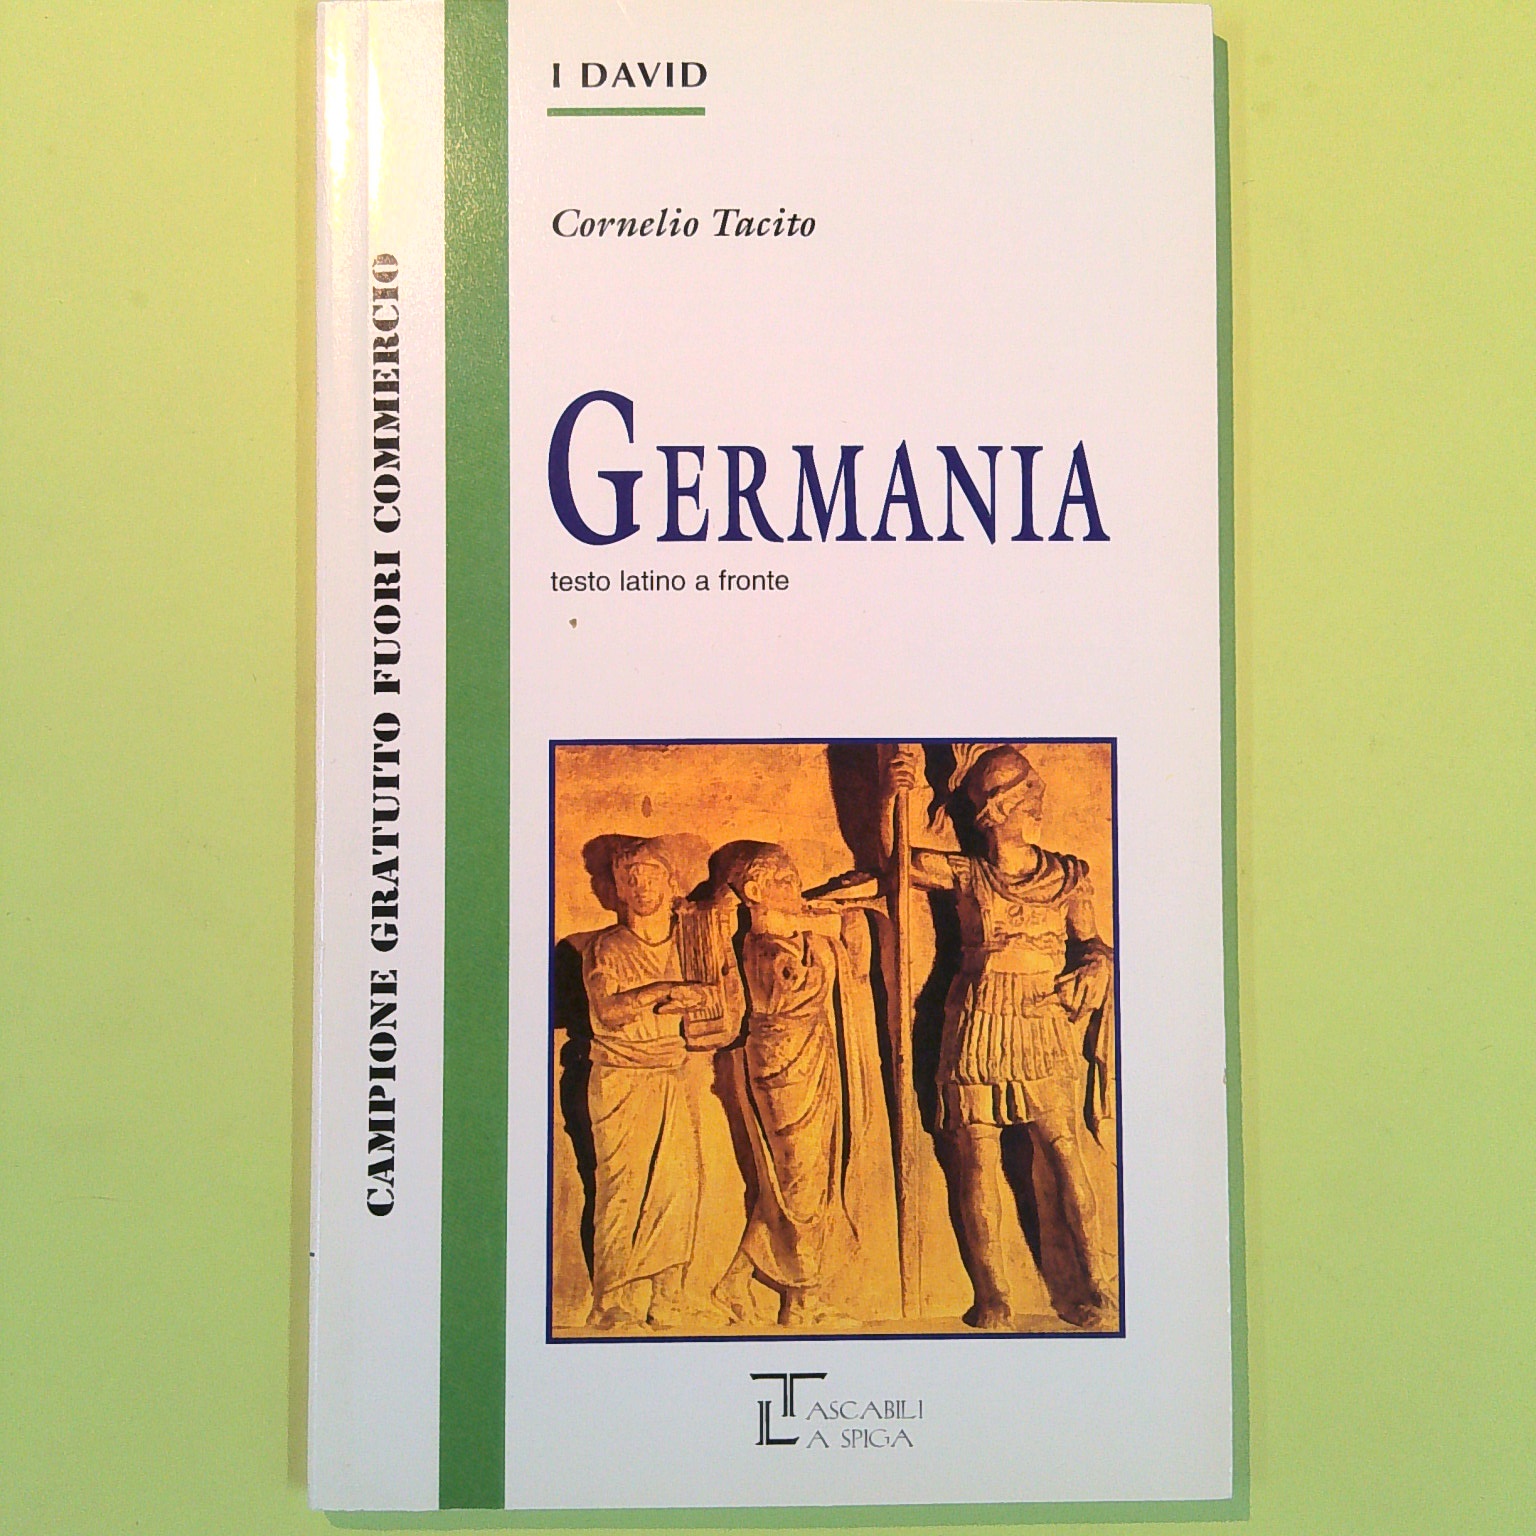 I DAVID
Cornelio Tacito
GERMANIA
testo latino a fronte
CAMPIONE GRATUITO FUORI COMMERCIO
TASCABILI
LA SPIGA